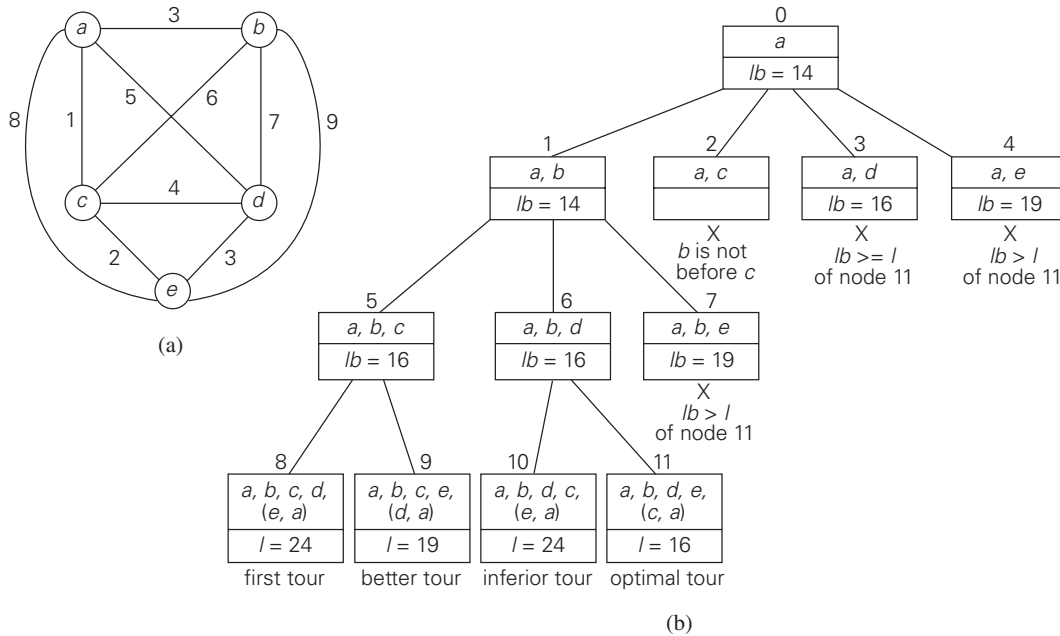 3
a
b
8
5
6
9
1
7
4
c
d
2
3
e
(a)
0
a
lb = 14
1
a, b
lb = 14
2
a, c
X
b is not
before c
3
a, d
lb = 16
X
lb >= l
of node 11
4
a, e
lb = 19
X
lb > l
of node 11
5
a, b, c
lb = 16
6
a, b, d
lb = 16
7
a, b, e
lb = 19
X
lb > l
of node 11
8
a, b, c, d,
(e, a)
l = 24
first tour
9
a, b, c, e,
(d, a)
l = 19
better tour
10
a, b, d, c,
(e, a)
l = 24
inferior tour
11
a, b, d, e,
(c, a)
l = 16
optimal tour
(b)